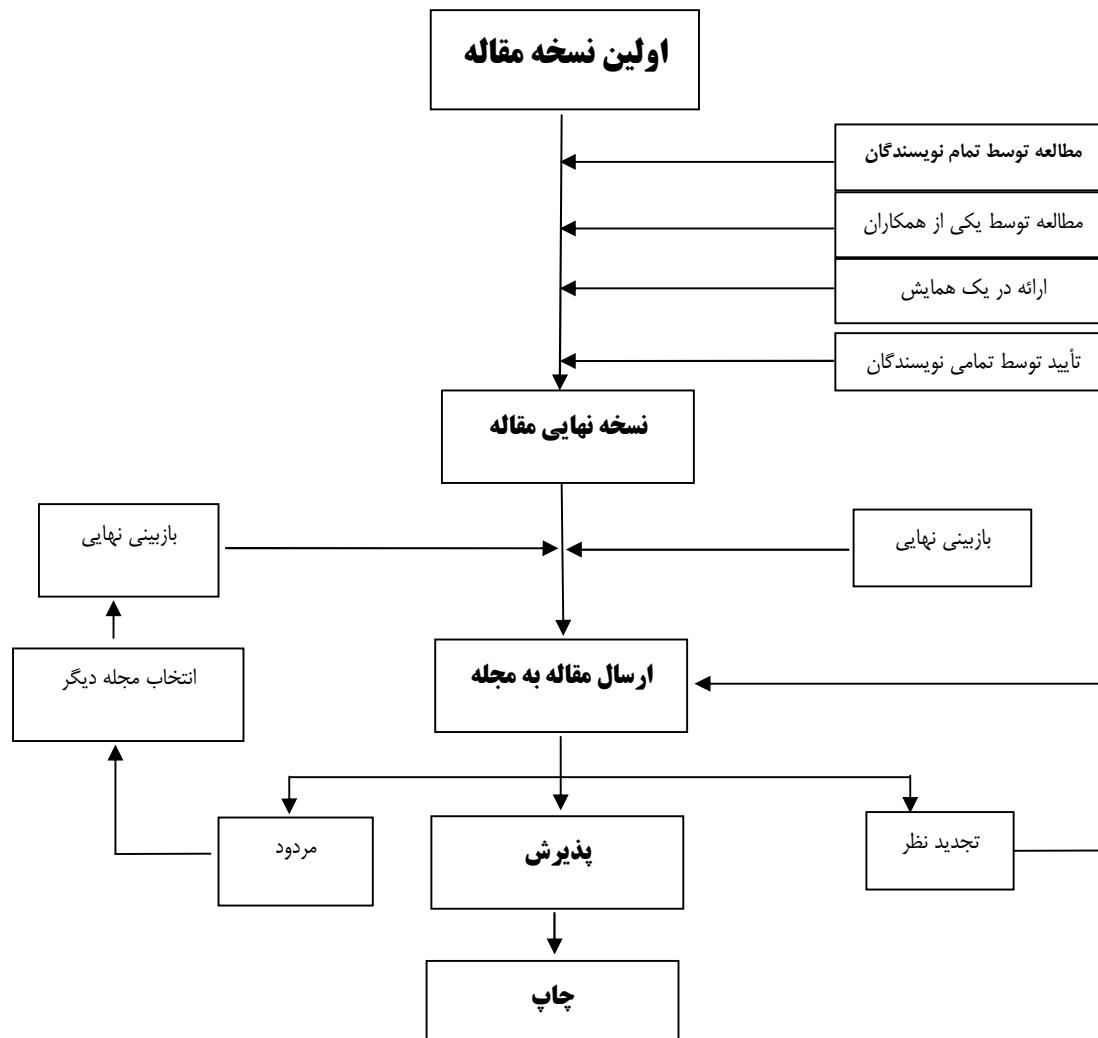 اولین نسخه مقاله
مطالعه توسط تمام نویسندگان
مطالعه توسط یکی از همکاران
ارائه در یک همایش
تأیید توسط تمامی نویسندگان
نسخه نهایی مقاله
بازبینی نهایی
بازبینی نهایی
ارسال مقاله به مجله
انتخاب مجله دیگر
تجدید نظر
پذیرش
مردود
چاپ